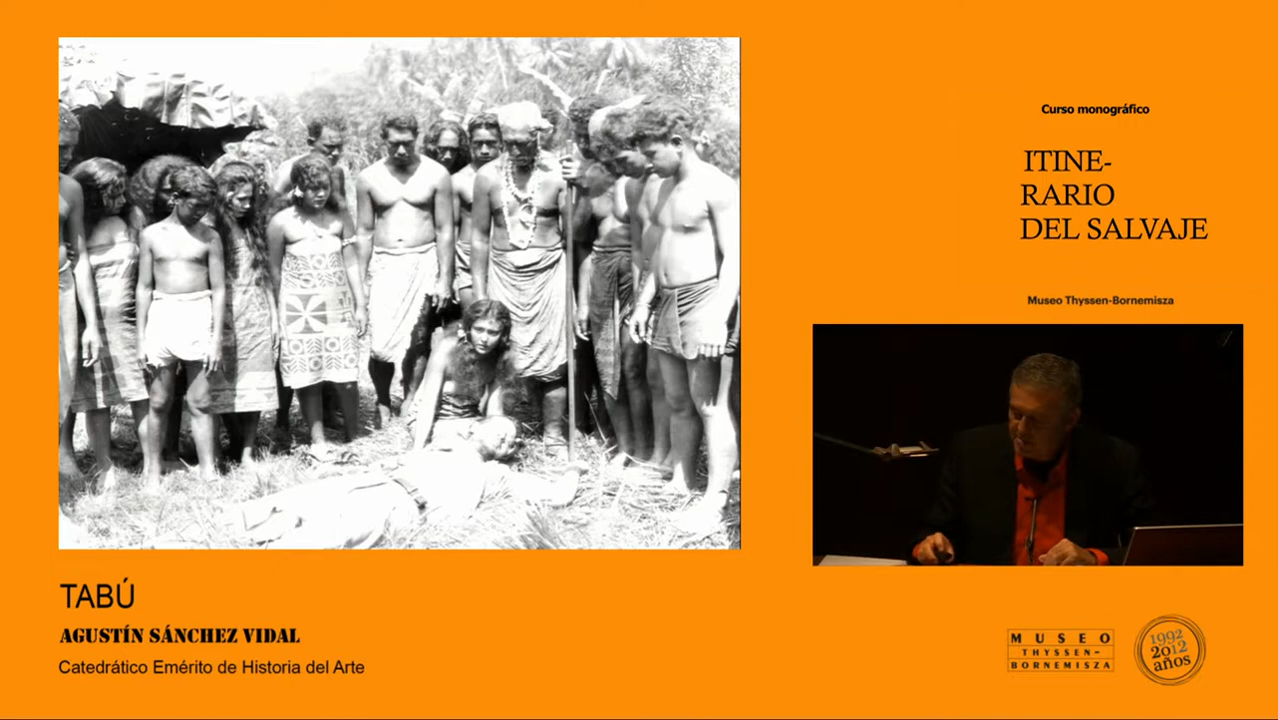 Curso monográfico
ITINE-
RARIO
DEL SALVAJE
Museo Thyssen-Bornemisza
TABÚ
AGUSTÍN SÁNCHEZ VIDAL
Catedrático Emérito de Historia del Arte
MUSEO
THYSSEN-
BORNEMISZA
1992
2012
años